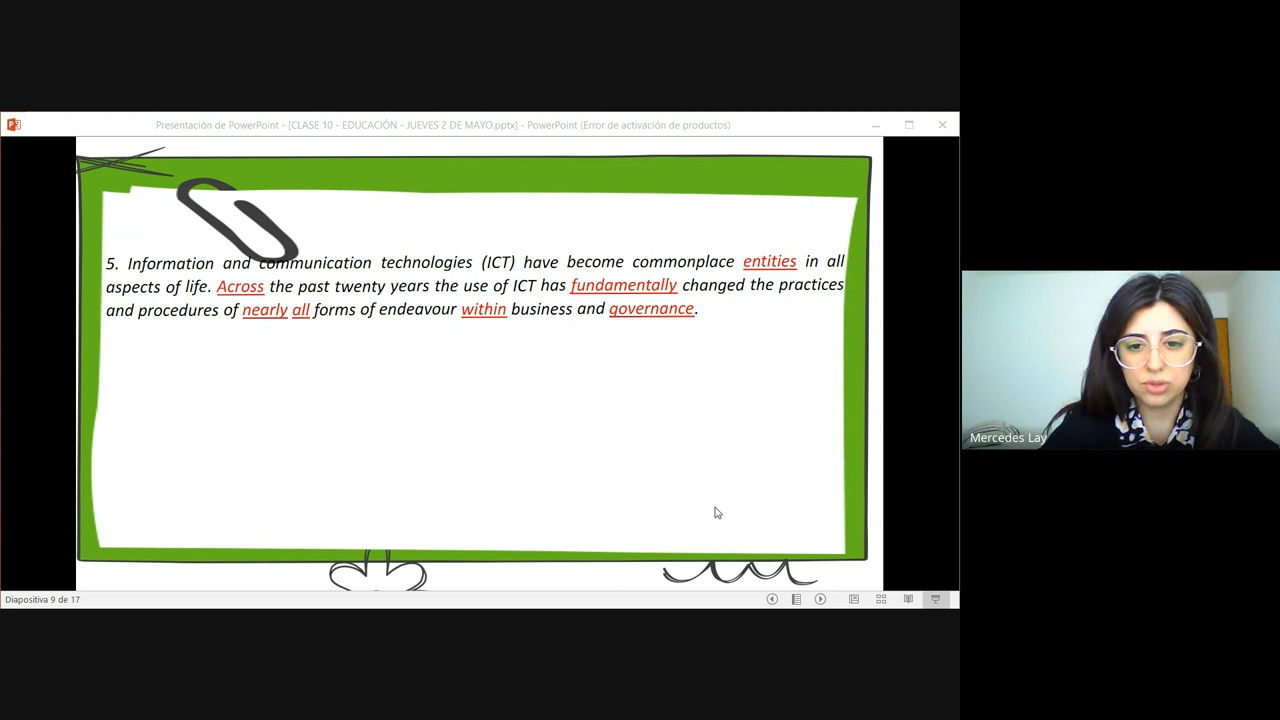 Presentación de PowerPoint - [CLASE 10 - EDUCACIÓN - JUEVES 2 DE MAYO.pptx] - PowerPoint (Error de activación de productos)
5. Information and communication technologies (ICT) have become commonplace entities in all
aspects of life. Across the past twenty years the use of ICT has fundamentally changed the practices
and procedures of nearly all forms of endeavour within business and governance.
Mercedes Lay
Diapositiva 9 de 17